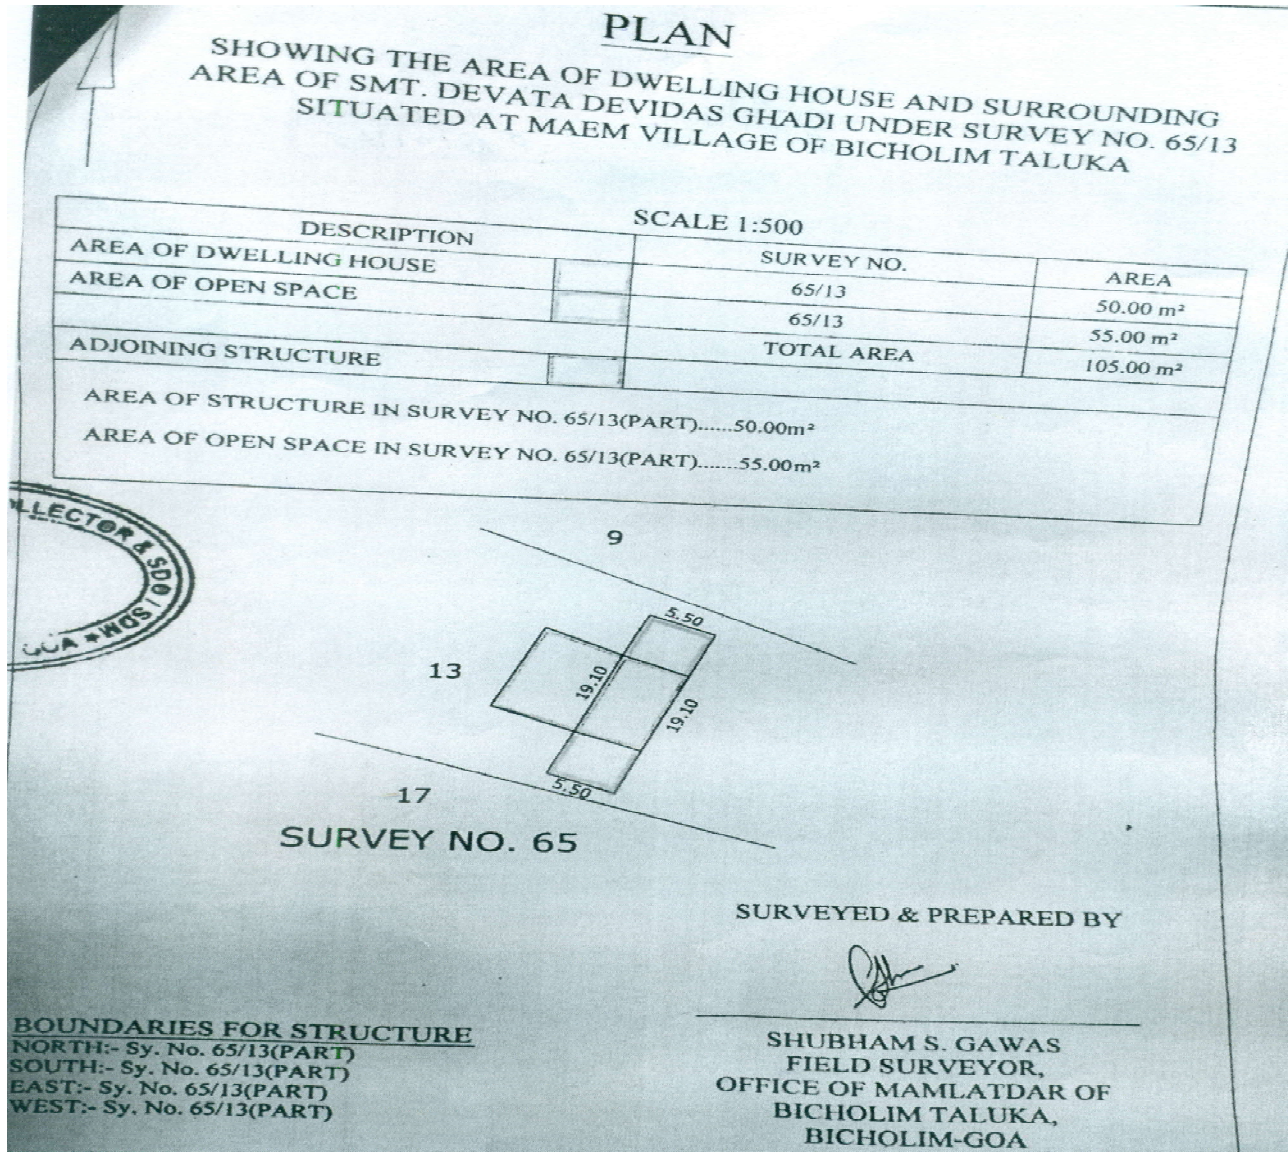 PLAN
SHOWING THE AREA OF DWELLING HOUSE AND SURROUNDING
AREA OF SMT. DEVATA DEVIDAS GHADI UNDER SURVEY NO. 65/13
SITUATED AT MAEM VILLAGE OF BICHOLIM TALUKA
SCALE 1:500
DESCRIPTION SURVEY NO. AREA
AREA OF DWELLING HOUSE 65/13 50.00 m²
AREA OF OPEN SPACE 65/13 55.00 m²
TOTAL AREA 105.00 m²
ADJOINING STRUCTURE
AREA OF STRUCTURE IN SURVEY NO. 65/13(PART)......50.00m²
AREA OF OPEN SPACE IN SURVEY NO. 65/13(PART).......55.00m²
LLECTOR & SDO / SDM *
GOA
9
5.50
13
19.10
19.10
5.50
17
SURVEY NO. 65
SURVEYED & PREPARED BY
SHUBHAM S. GAWAS
FIELD SURVEYOR,
OFFICE OF MAMLATDAR OF
BICHOLIM TALUKA,
BICHOLIM-GOA
BOUNDARIES FOR STRUCTURE
NORTH:- Sy. No. 65/13(PART)
SOUTH:- Sy. No. 65/13(PART)
EAST:- Sy. No. 65/13(PART)
WEST:- Sy. No. 65/13(PART)